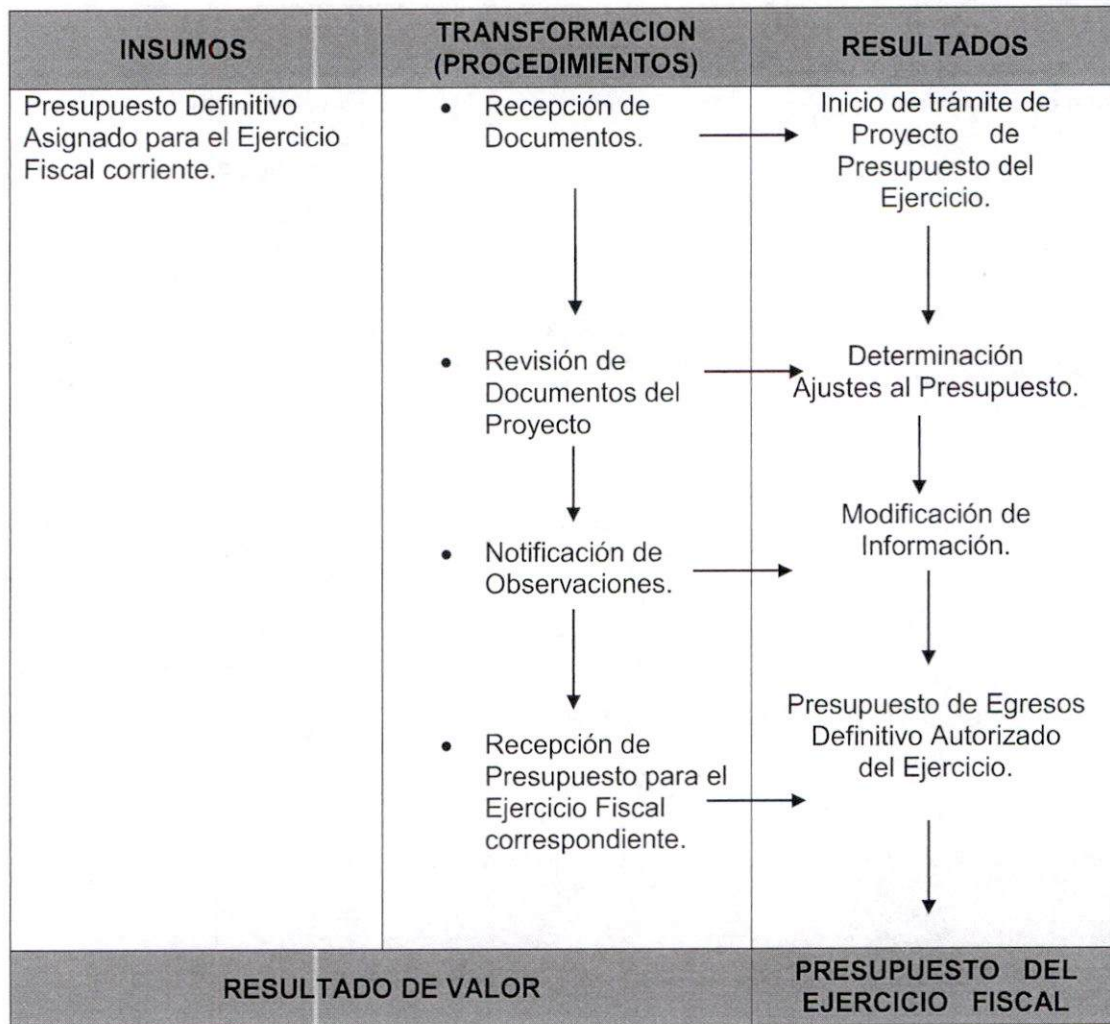 INSUMOS
TRANSFORMACION
(PROCEDIMIENTOS)
RESULTADOS
Presupuesto Definitivo
Asignado para el Ejercicio
Fiscal corriente.
• Recepción de
Documentos.
Inicio de trámite de
Proyecto de
Presupuesto del
Ejercicio.
• Revisión de
Documentos del
Proyecto
Determinación
Ajustes al Presupuesto.
• Notificación de
Observaciones.
Modificación de
Información.
• Recepción de
Presupuesto para el
Ejercicio Fiscal
correspondiente.
Presupuesto de Egresos
Definitivo Autorizado
del Ejercicio.
RESULTADO DE VALOR
PRESUPUESTO DEL
EJERCICIO FISCAL